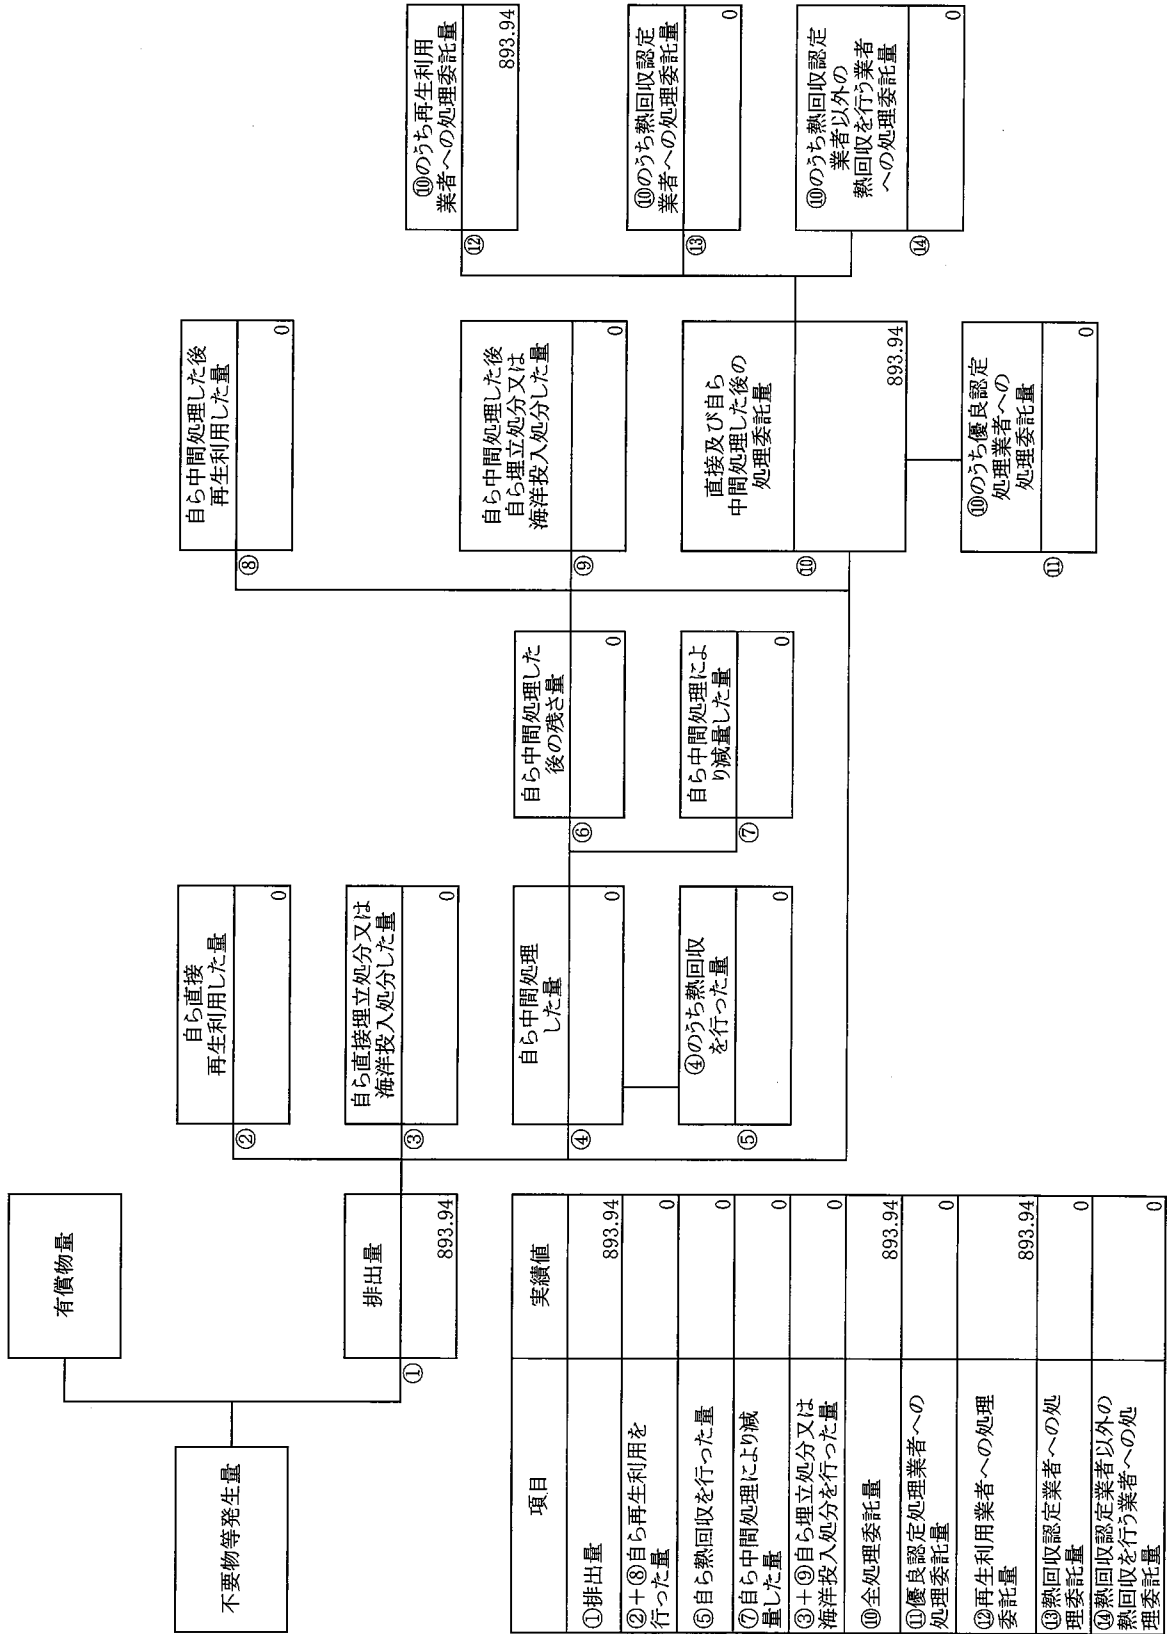 不要物等発生量
有償物量
①
排出量
893.94
②
自ら直接
再生利用した量
0
③
自ら直接埋立処分又は
海洋投入処分した量
0
④
自ら中間処理
した量
0
⑤
④のうち熱回収
を行った量
0
⑥
自ら中間処理した
後の残さ量
0
⑦
自ら中間処理によ
り減量した量
0
⑧
自ら中間処理した後
再生利用した量
0
⑨
自ら中間処理した後
自ら埋立処分又は
海洋投入処分した量
0
⑩
直接及び自ら
中間処理した後の
処理委託量
893.94
⑪
⑩のうち優良認定
処理業者への
処理委託量
0
⑫
⑩のうち再生利用
業者への処理委託量
893.94
⑬
⑩のうち熱回収認定
業者への処理委託量
0
⑭
⑩のうち熱回収認定
業者以外の
熱回収を行う業者
への処理委託量
0
項目 実績値
①排出量 893.94
②+⑧自ら再生利用を
行った量 0
⑤自ら熱回収を行った量 0
⑦自ら中間処理により減
量した量 0
③+⑨自ら埋立処分又は
海洋投入処分を行った量 0
⑩全処理委託量 893.94
⑪優良認定処理業者への
処理委託量 0
⑫再生利用業者への処理
委託量 893.94
⑬熱回収認定業者への処
理委託量 0
⑭熱回収認定業者以外の
熱回収を行う業者への処
理委託量 0